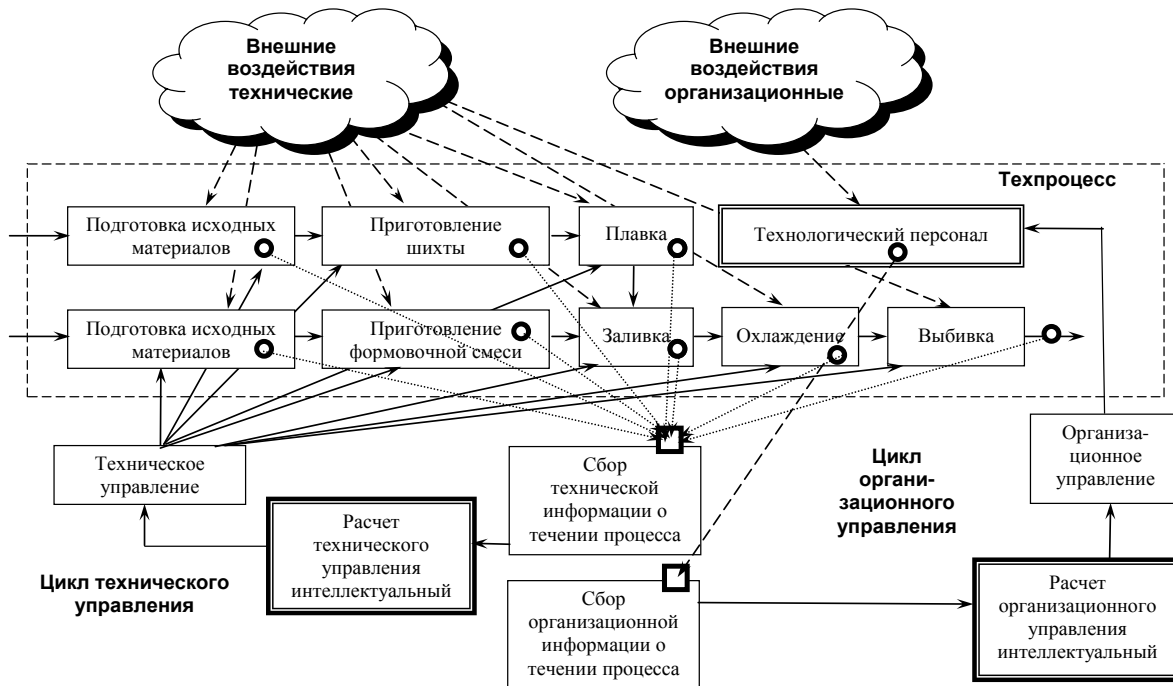 Внешние
воздействия
технические
Внешние
воздействия
организационные
Техпроцесс
Подготовка исходных
материалов
Приготовление
шихты
Плавка
Технологический персонал
Подготовка исходных
материалов
Приготовление
формовочной смеси
Заливка
Охлаждение
Выбивка
Техническое
управление
Сбор
технической
информации о
течении процесса
Цикл
органи-
зационного
управления
Организа-
ционное
управление
Расчет
технического
управления
интеллектуальный
Цикл технического
управления
Сбор
организационной
информации о
течении процесса
Расчет
организационного
управления
интеллектуальный